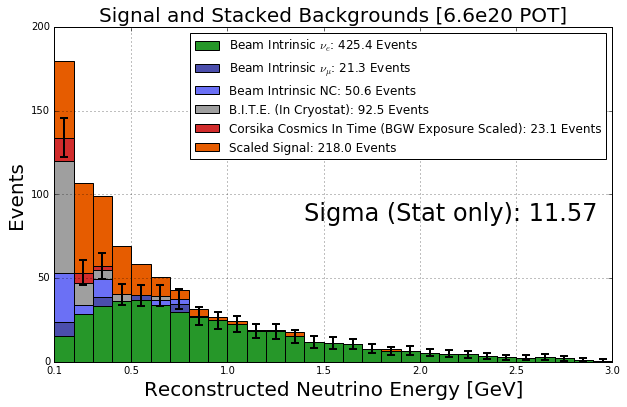 Signal and Stacked Backgrounds [6.6e20 POT]
Beam Intrinsic νe: 425.4 Events
Beam Intrinsic νμ: 21.3 Events
Beam Intrinsic NC: 50.6 Events
B.I.T.E. (In Cryostat): 92.5 Events
Corsika Cosmics In Time (BGW Exposure Scaled): 23.1 Events
Scaled Signal: 218.0 Events
Sigma (Stat only): 11.57
Events
200
150
100
50
0
0.1 0.5 1.0 1.5 2.0 2.5 3.0
Reconstructed Neutrino Energy [GeV]